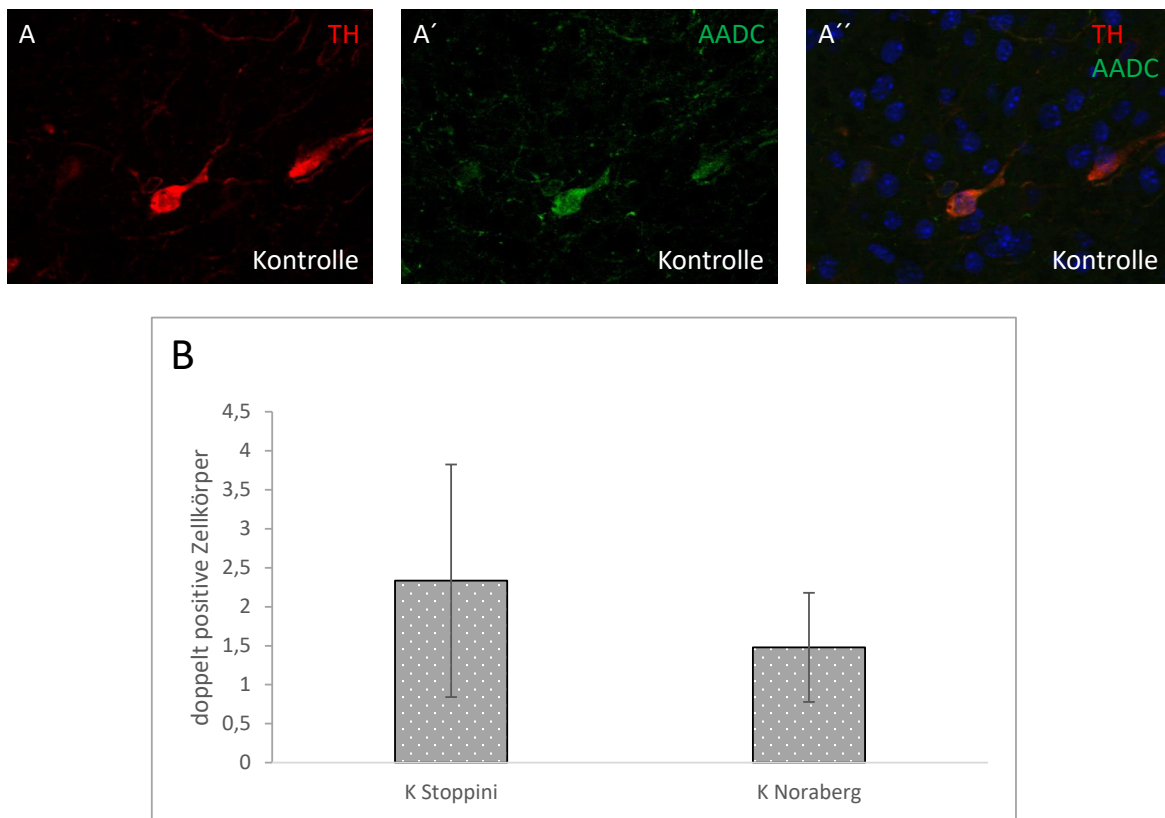 A TH
Kontrolle
A´ AADC
Kontrolle
A´´ TH
AADC
Kontrolle
B
doppelt positive Zellkörper
4,5
4
3,5
3
2,5
2
1,5
1
0,5
0
K Stoppini
K Noraberg